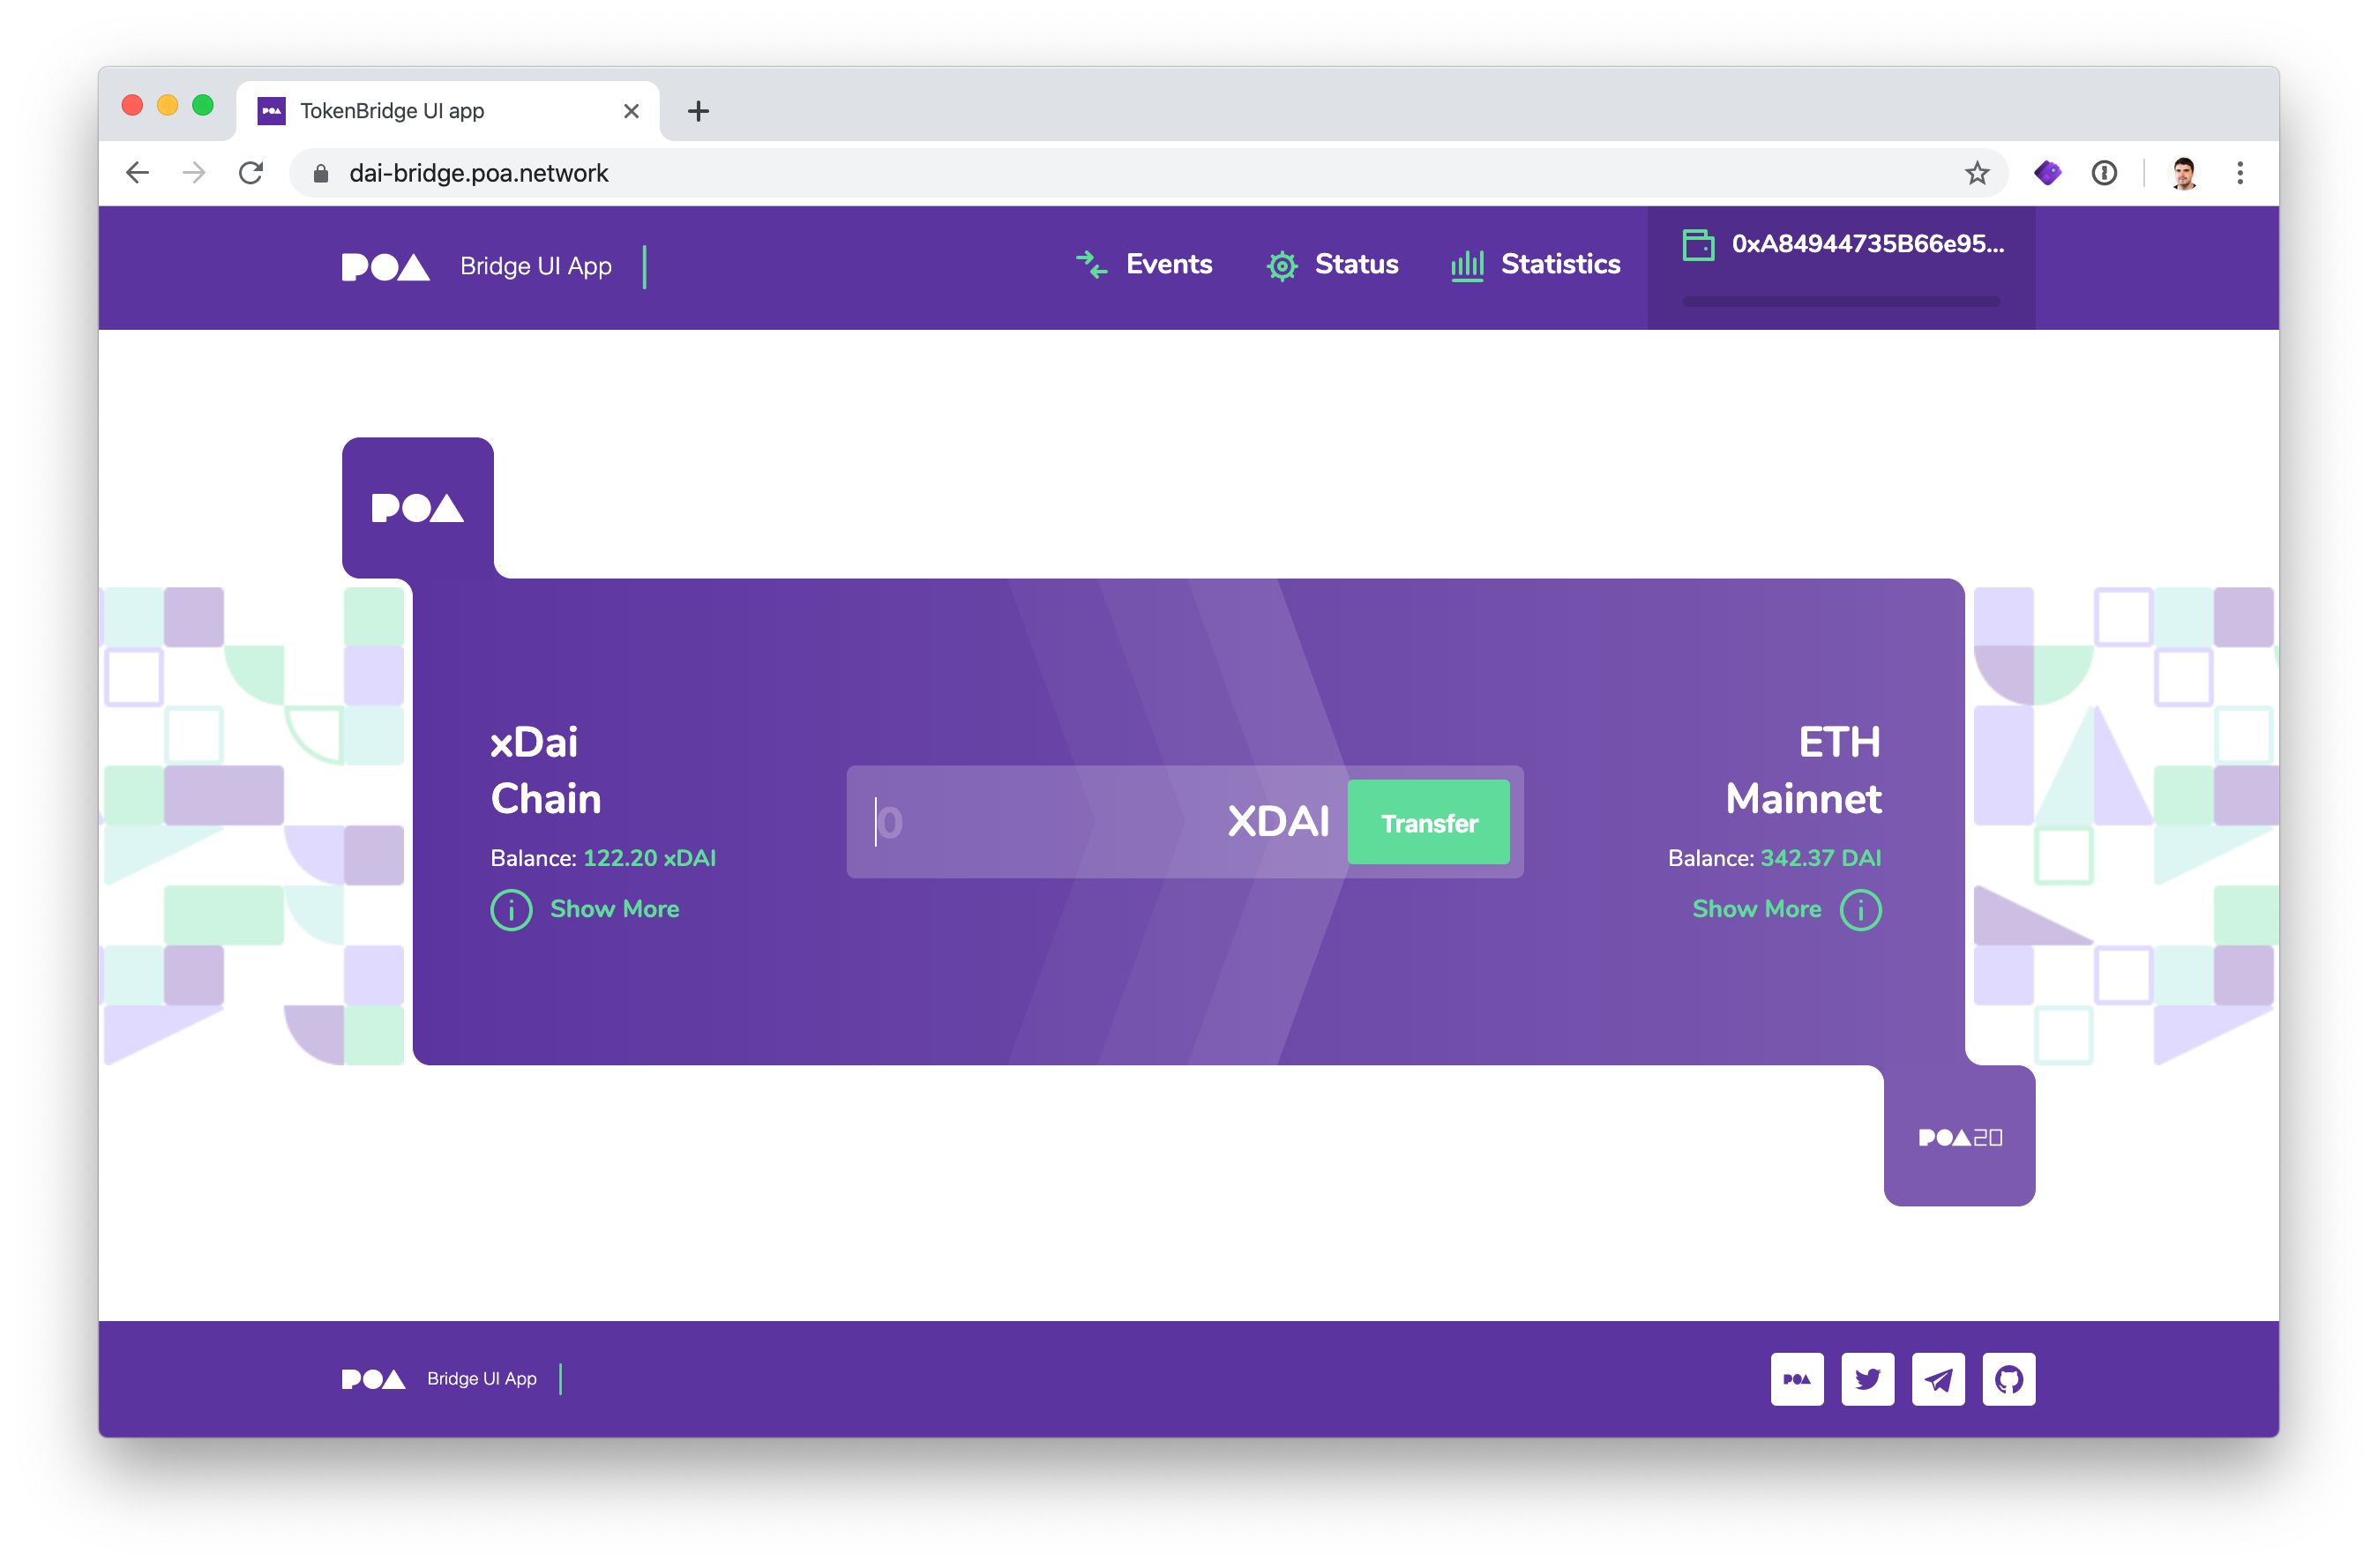 TokenBridge UI app
dai-bridge.poa.network
POA Bridge UI App
Events Status Statistics
0xA84944735B66e95...
POA
xDai
Chain
Balance: 122.20 xDAI
Show More
0 XDAI Transfer
ETH
Mainnet
Balance: 342.37 DAI
Show More
POA20
POA Bridge UI App
POA